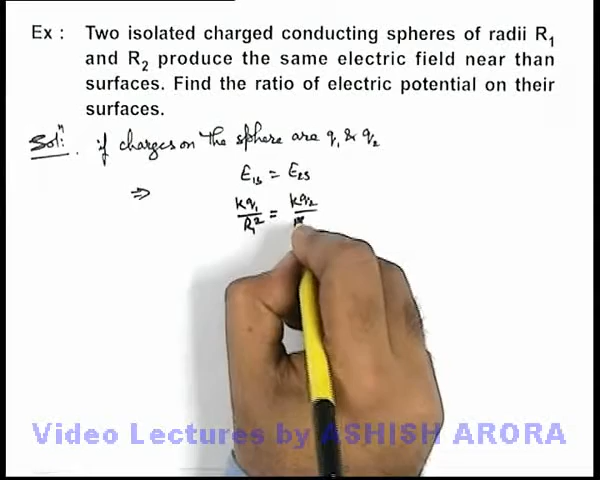 Ex : Two isolated charged conducting spheres of radii R₁
and R₂ produce the same electric field near than
surfaces. Find the ratio of electric potential on their
surfaces.
Solⁿ: if charges on the sphere are q₁ & q₂
E₁ₛ = E₂ₛ
⇒ kq₁/R₁² = kq₂/
Video Lectures by ASHISH ARORA